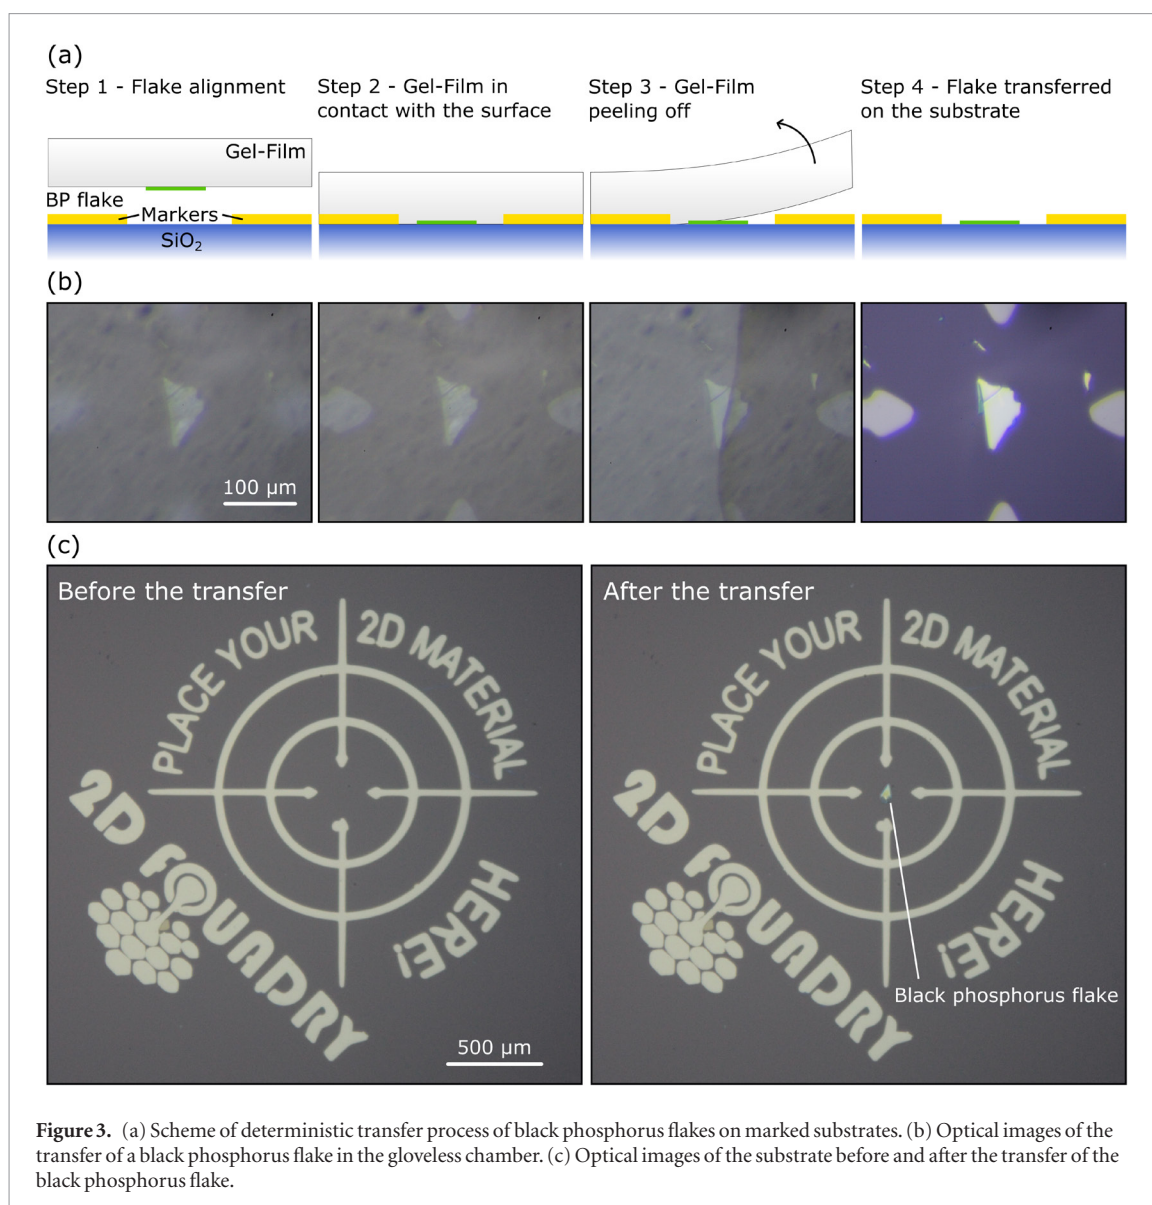 (a)
Step 1 - Flake alignment
Step 2 - Gel-Film in
contact with the surface
Step 3 - Gel-Film
peeling off
Step 4 - Flake transferred
on the substrate
Gel-Film
BP flake
Markers
SiO₂
(b)
100 μm
(c)
Before the transfer
PLACE YOUR 2D MATERIAL
HERE!
2D FOUNDRY
500 μm
After the transfer
PLACE YOUR 2D MATERIAL
HERE!
2D FOUNDRY
Black phosphorus flake
Figure 3. (a) Scheme of deterministic transfer process of black phosphorus flakes on marked substrates. (b) Optical images of the
transfer of a black phosphorus flake in the gloveless chamber. (c) Optical images of the substrate before and after the transfer of the
black phosphorus flake.